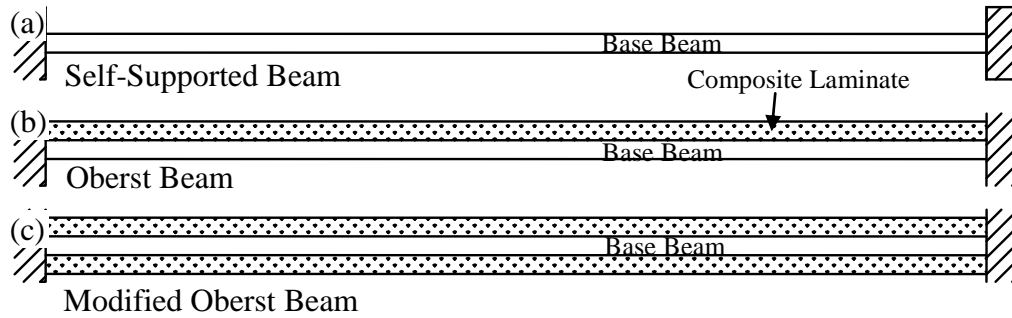 (a)
Base Beam
Self-Supported Beam
Composite Laminate
(b)
Base Beam
Oberst Beam
(c)
Base Beam
Modified Oberst Beam